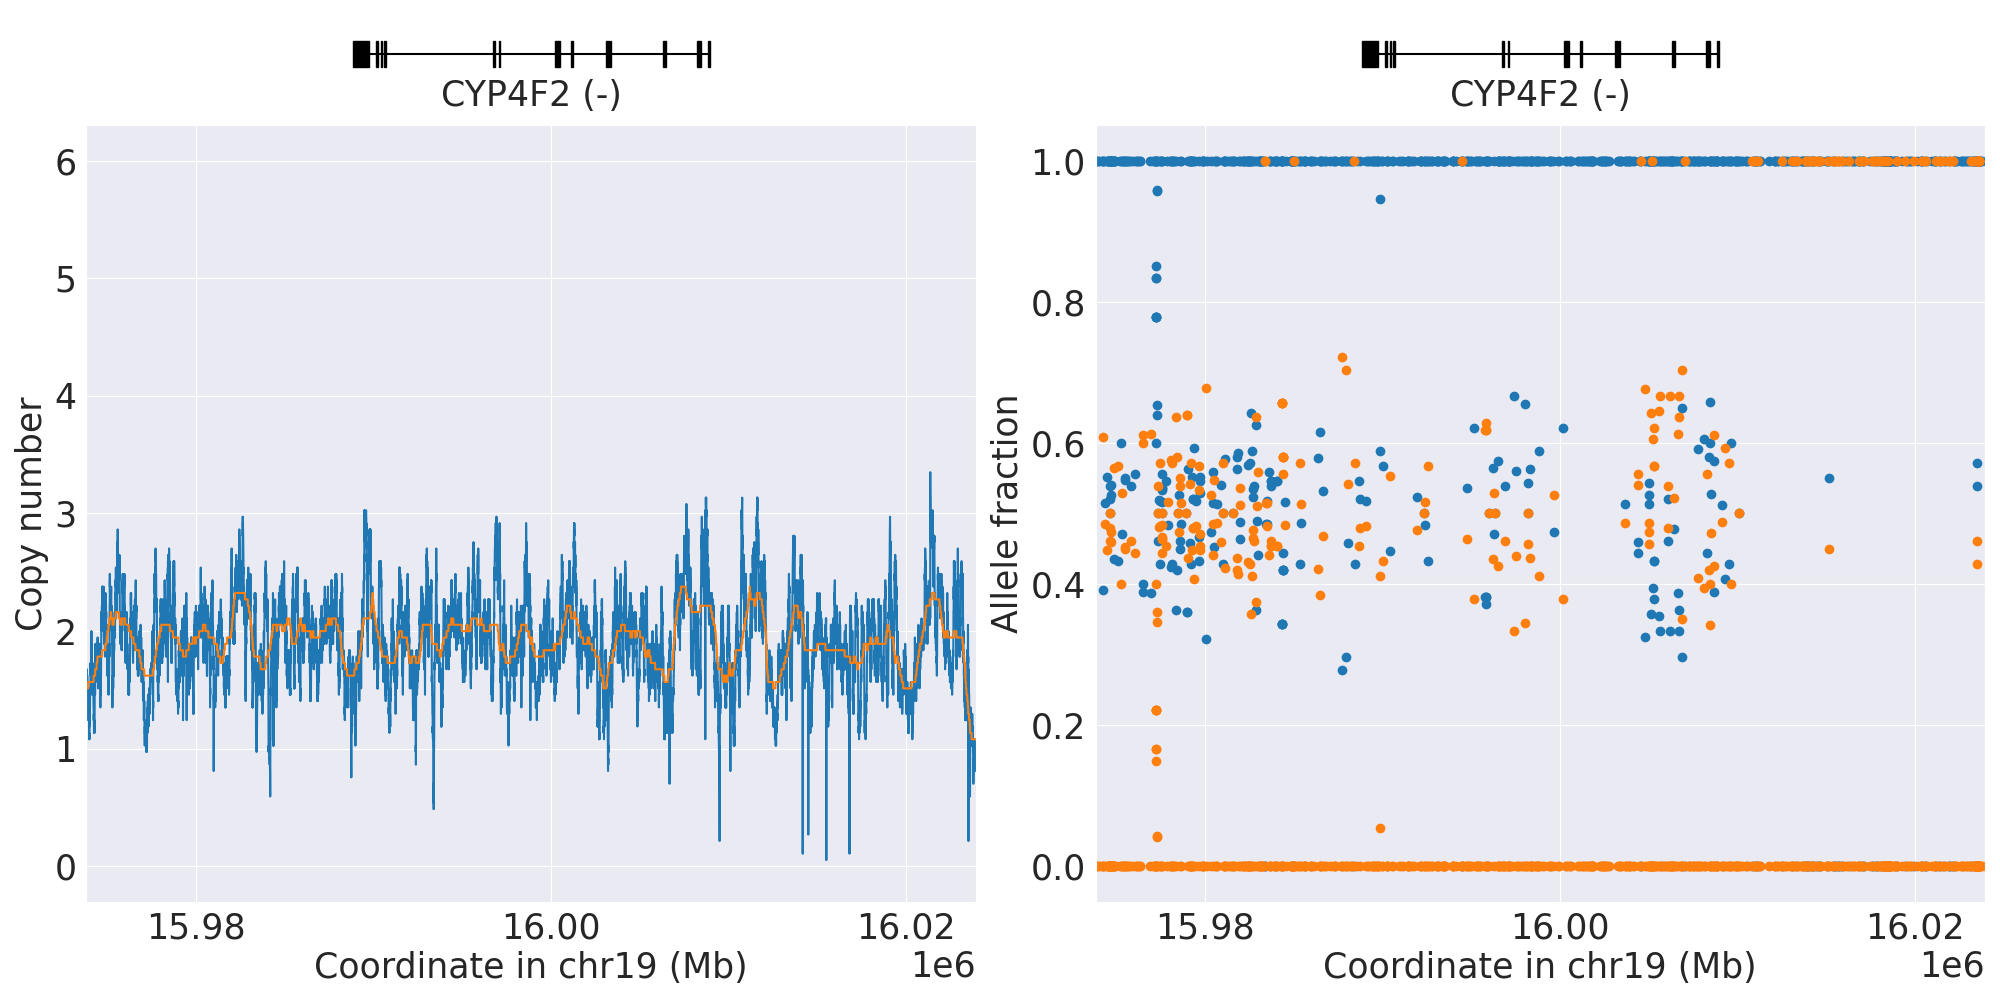 CYP4F2 (-)
CYP4F2 (-)
Copy number
6
5
4
3
2
1
0
15.98
16.00
16.02
Coordinate in chr19 (Mb)
1e6
Allele fraction
1.0
0.8
0.6
0.4
0.2
0.0
15.98
16.00
16.02
Coordinate in chr19 (Mb)
1e6